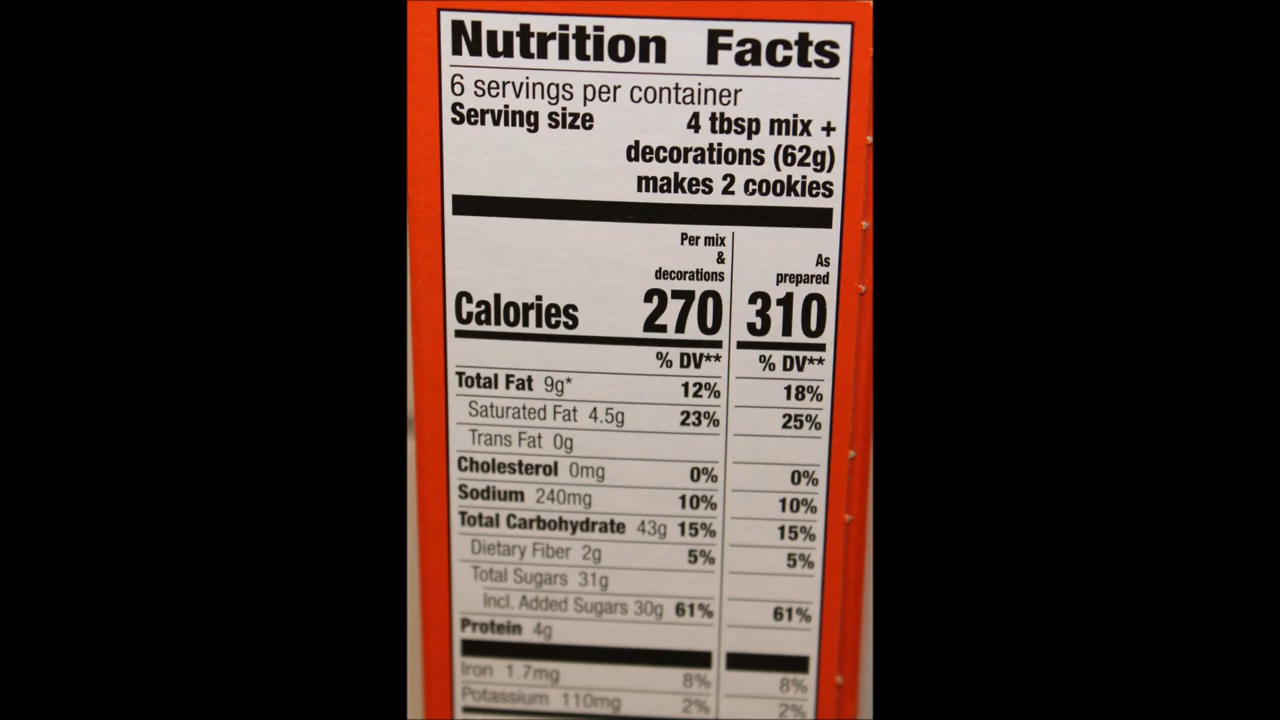 Nutrition Facts
6 servings per container
Serving size 4 tbsp mix +
decorations (62g)
makes 2 cookies
Per mix
&
decorations
As
prepared
Calories 270 310
% DV** % DV**
Total Fat 9g* 12% 18%
Saturated Fat 4.5g 23% 25%
Trans Fat 0g
Cholesterol 0mg 0% 0%
Sodium 240mg 10% 10%
Total Carbohydrate 43g 15% 15%
Dietary Fiber 2g 5% 5%
Total Sugars 31g
Incl. Added Sugars 30g 61% 61%
Protein 4g
Iron 1.7mg 8% 8%
Potassium 110mg 2% 2%